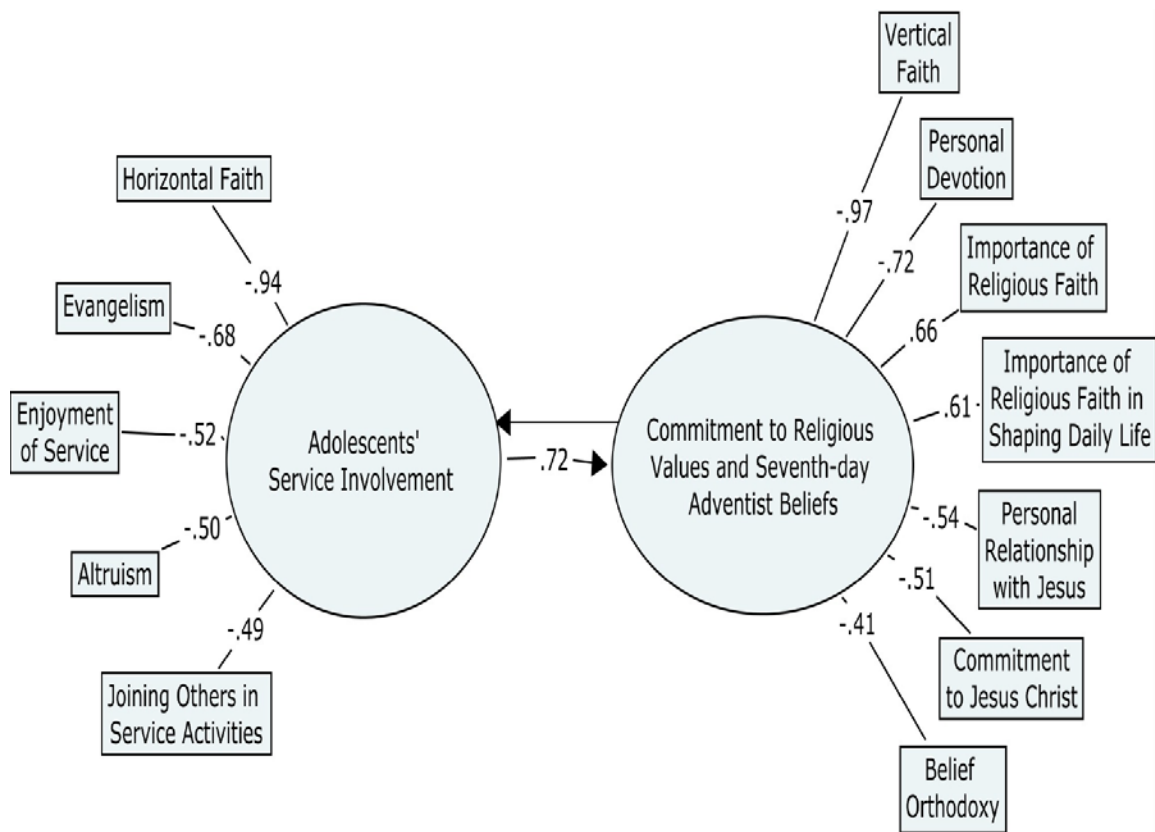 Vertical
Faith
Personal
Devotion
Horizontal Faith
-.97
-.72
Importance of
Religious Faith
-.94
Evangelism
-.68
.66
Importance of
Religious Faith in
Shaping Daily Life
.61
Enjoyment
of Service
-.52
Adolescents'
Service Involvement
.72
Commitment to Religious
Values and Seventh-day
Adventist Beliefs
-.50
Altruism
-.54
Personal
Relationship
with Jesus
-.51
-.49
-.41
Commitment
to Jesus Christ
Joining Others in
Service Activities
Belief
Orthodoxy